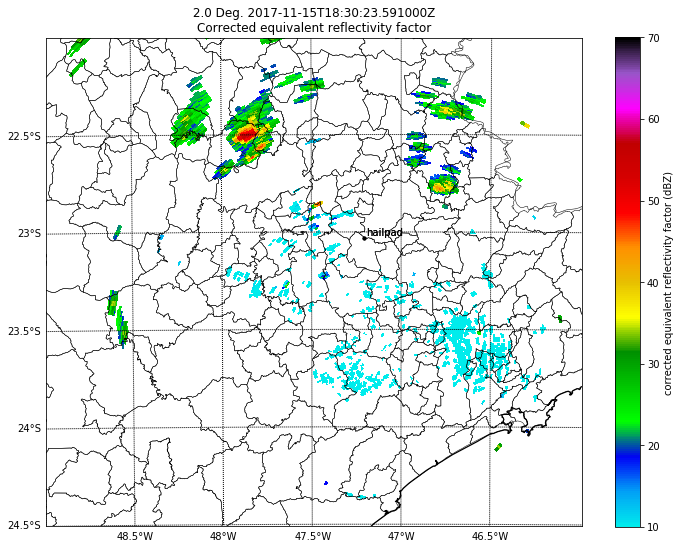 2.0 Deg. 2017-11-15T18:30:23.591000Z
Corrected equivalent reflectivity factor
70
60
50
40
30
20
10
corrected equivalent reflectivity factor (dBZ)
22.5°S
23°S
23.5°S
24°S
24.5°S
hailpad
48.5°W
48°W
47.5°W
47°W
46.5°W